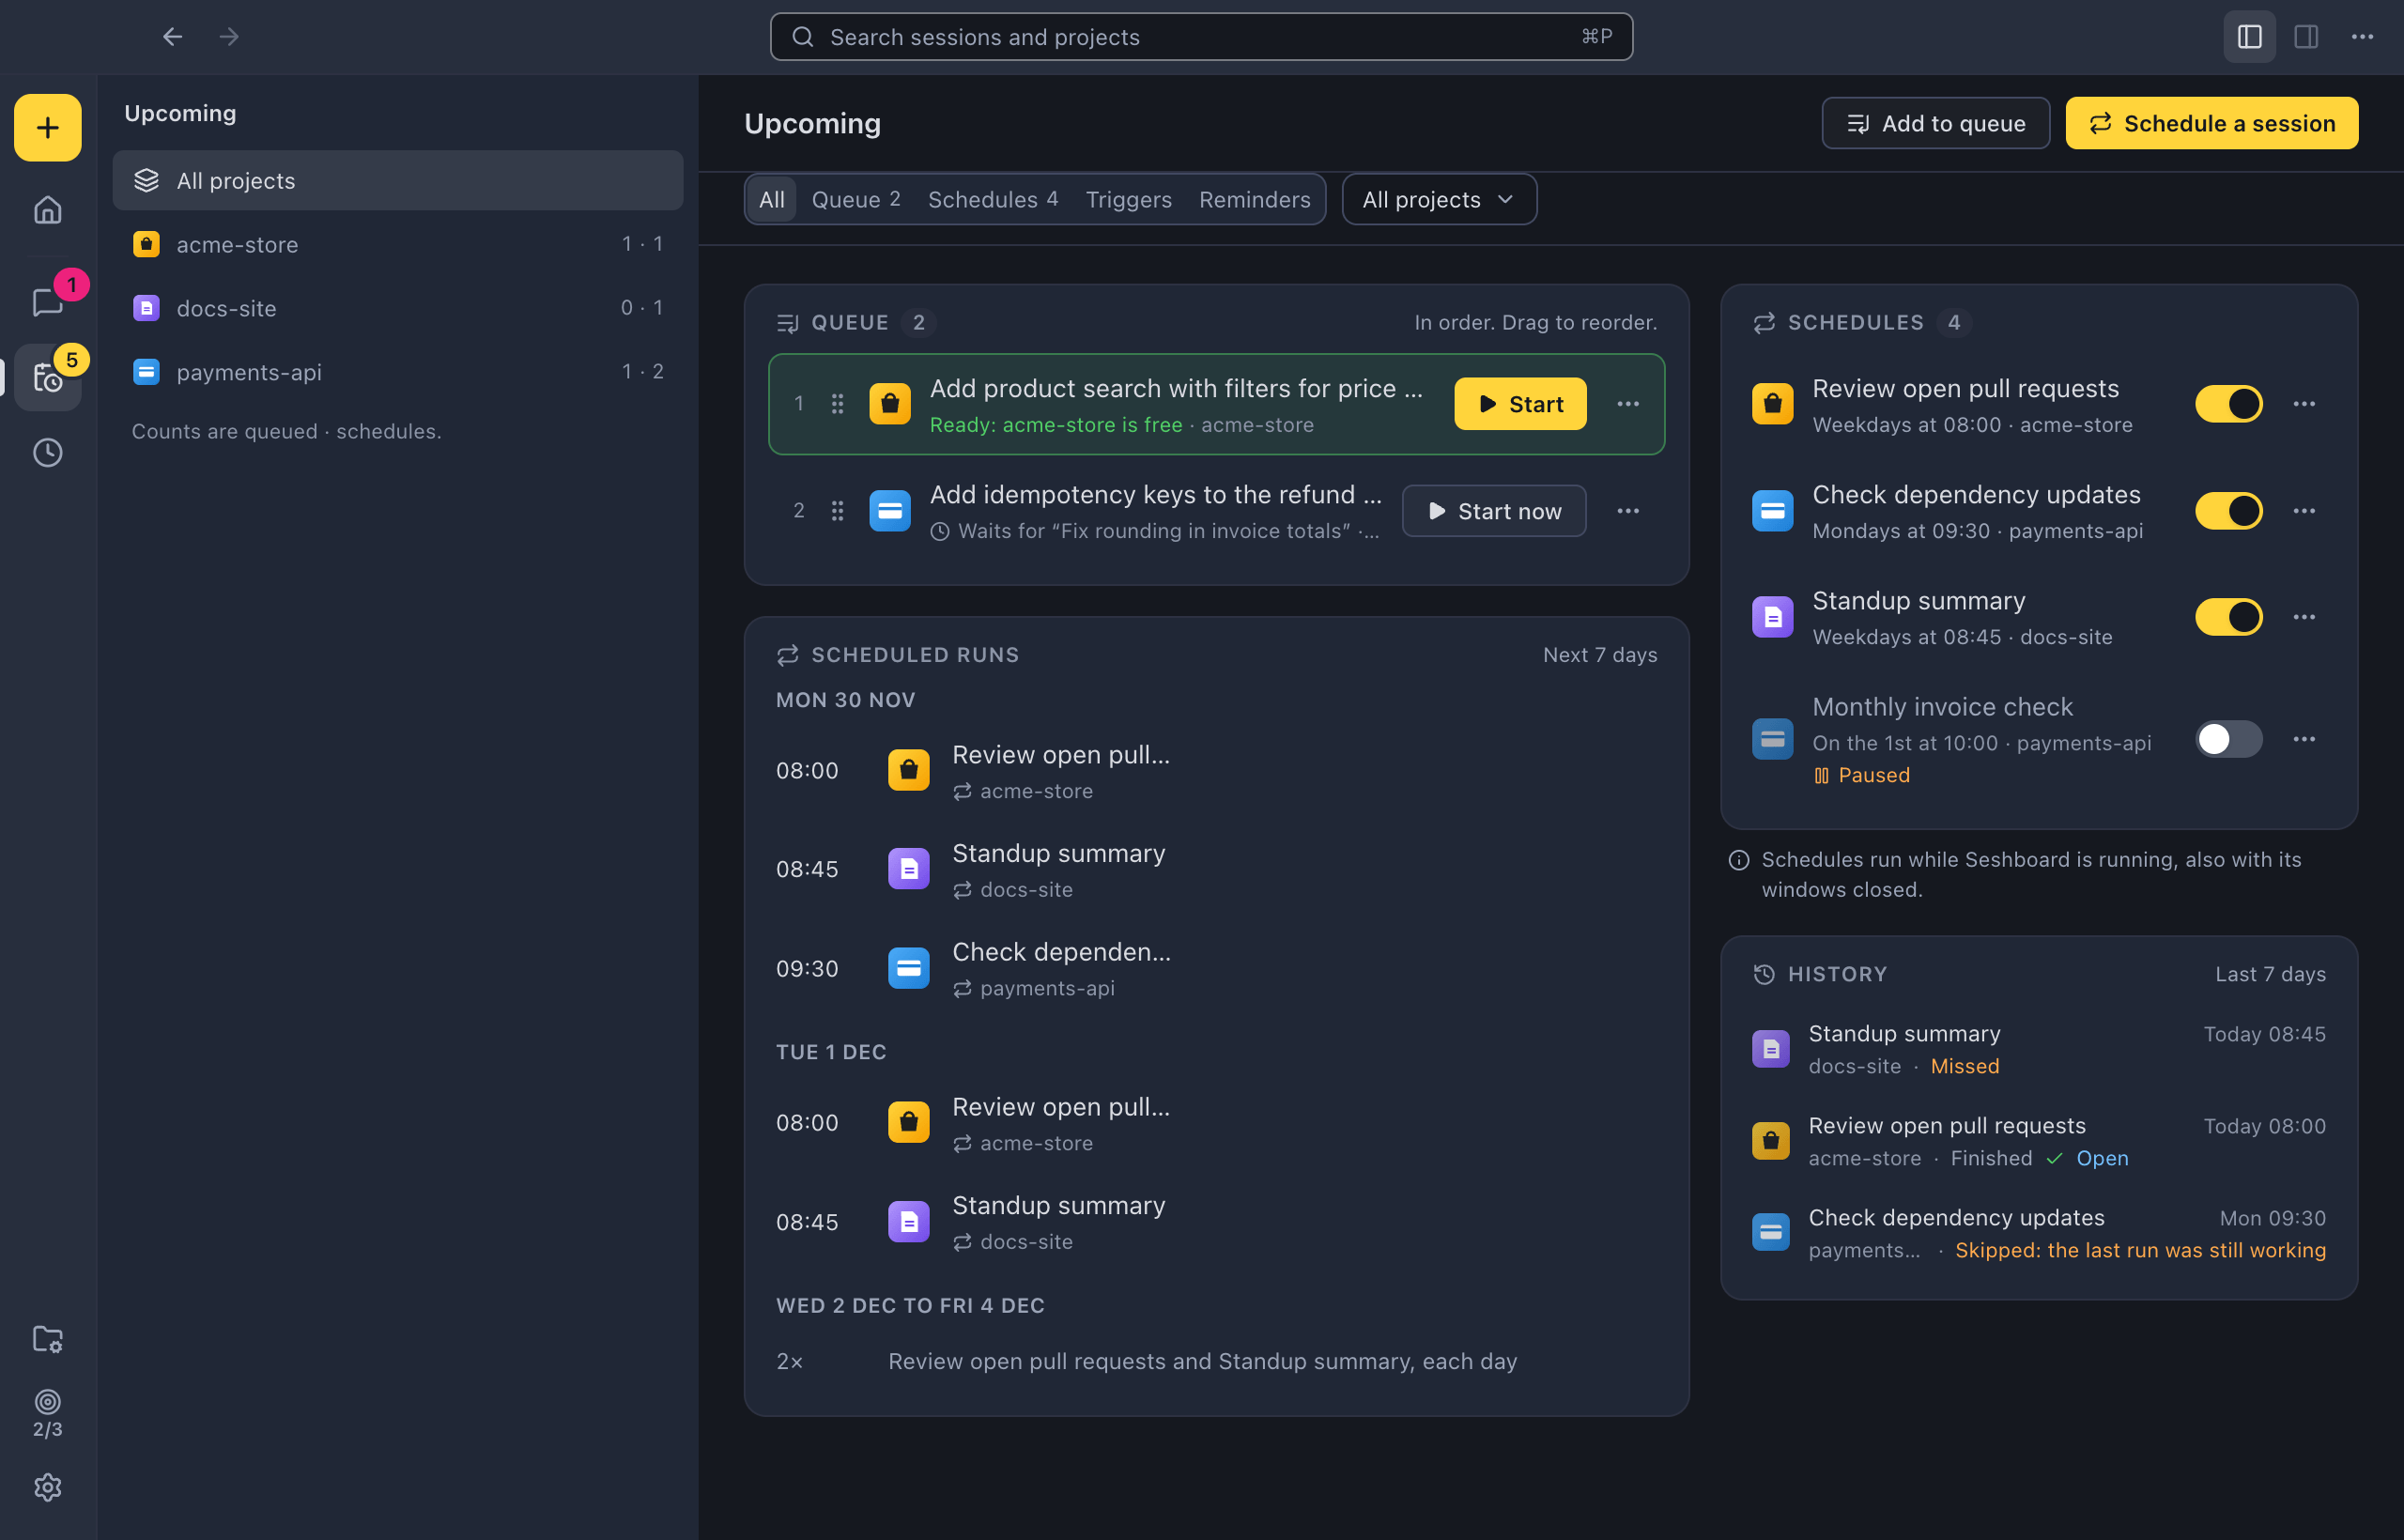 Search sessions and projects ⌘P
Upcoming
All projects
acme-store 1 · 1
docs-site 0 · 1
payments-api 1 · 2
Counts are queued · schedules.
1
5
2/3
Upcoming
Add to queue
Schedule a session
All Queue 2 Schedules 4 Triggers Reminders
All projects
QUEUE 2 In order. Drag to reorder.
1 Add product search with filters for price ...
Ready: acme-store is free · acme-store
Start
2 Add idempotency keys to the refund ...
Waits for “Fix rounding in invoice totals” ·...
Start now
SCHEDULED RUNS Next 7 days
MON 30 NOV
08:00 Review open pull...
acme-store
08:45 Standup summary
docs-site
09:30 Check dependen...
payments-api
TUE 1 DEC
08:00 Review open pull...
acme-store
08:45 Standup summary
docs-site
WED 2 DEC TO FRI 4 DEC
2× Review open pull requests and Standup summary, each day
SCHEDULES 4
Review open pull requests
Weekdays at 08:00 · acme-store
Check dependency updates
Mondays at 09:30 · payments-api
Standup summary
Weekdays at 08:45 · docs-site
Monthly invoice check
On the 1st at 10:00 · payments-api
Paused
Schedules run while Seshboard is running, also with its
windows closed.
HISTORY Last 7 days
Standup summary Today 08:45
docs-site · Missed
Review open pull requests Today 08:00
acme-store · Finished ✓ Open
Check dependency updates Mon 09:30
payments... · Skipped: the last run was still working